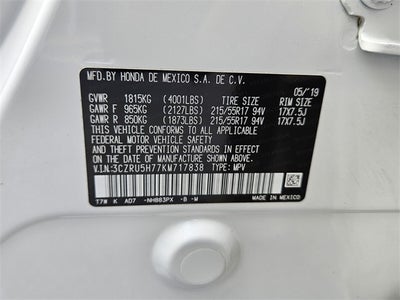 MFD.BY HONDA DE MEXICO S.A. DE C.V.
05/'19
GVWR 1815KG (4001LBS) TIRE SIZE RIM SIZE
GAWR F 965KG (2127LBS) 215/55R17 94V 17X7.5J
GAWR R 850KG (1873LBS) 215/55R17 94V 17X7.5J
THIS VEHICLE CONFORMS TO ALL APPLICABLE
FEDERAL MOTOR VEHICLE SAFETY STANDARDS IN
EFFECT ON THE DATE OF MANUFACTURE SHOWN ABOVE.
V.I.N:3CZRU5H77KM717838 TYPE: MPV
T7W K AD7 -NH883PX -B -M
MADE IN MEXICO